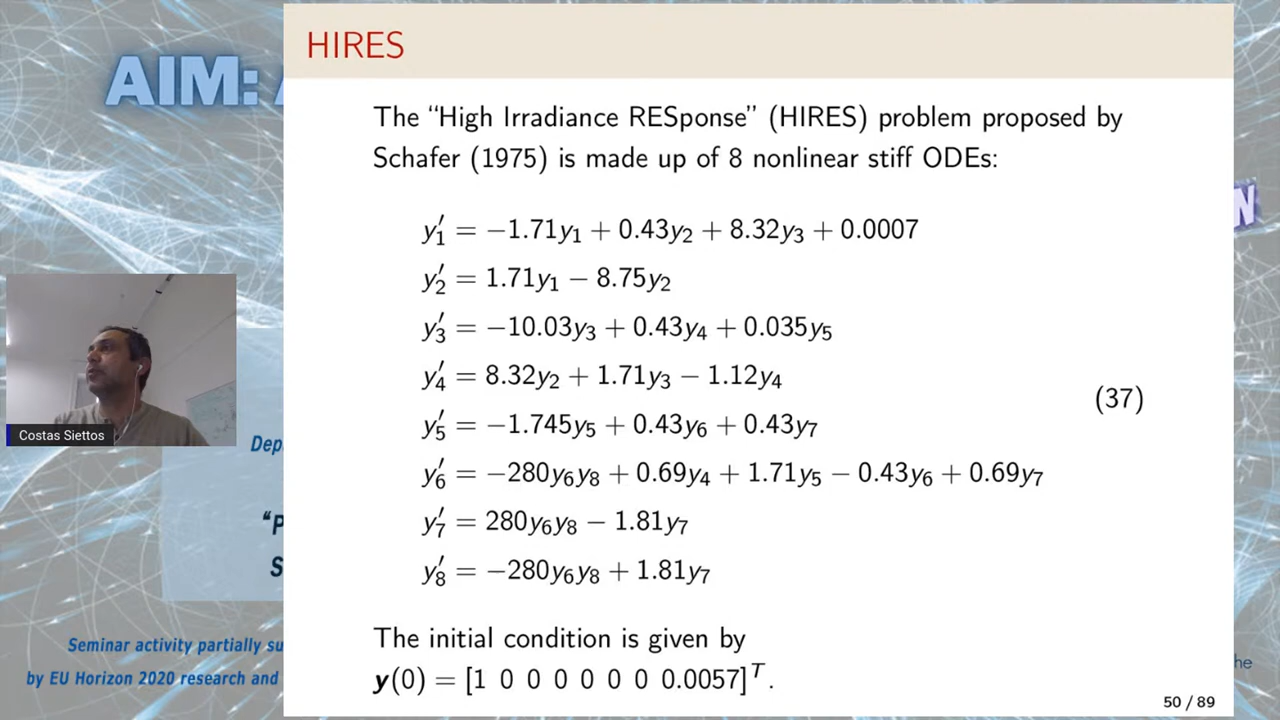 HIRES
AIM:
The “High Irradiance RESponse” (HIRES) problem proposed by
Schafer (1975) is made up of 8 nonlinear stiff ODEs:
y′₁ = −1.71y₁ + 0.43y₂ + 8.32y₃ + 0.0007
y′₂ = 1.71y₁ − 8.75y₂
y′₃ = −10.03y₃ + 0.43y₄ + 0.035y₅
y′₄ = 8.32y₂ + 1.71y₃ − 1.12y₄
(37)
y′₅ = −1.745y₅ + 0.43y₆ + 0.43y₇
y′₆ = −280y₆y₈ + 0.69y₄ + 1.71y₅ − 0.43y₆ + 0.69y₇
y′₇ = 280y₆y₈ − 1.81y₇
y′₈ = −280y₆y₈ + 1.81y₇
The initial condition is given by
y(0) = [1 0 0 0 0 0 0 0.0057]ᵀ.
50 / 89
Costas Siettos
Dep
“P
S
Seminar activity partially su
by EU Horizon 2020 research and
N
he